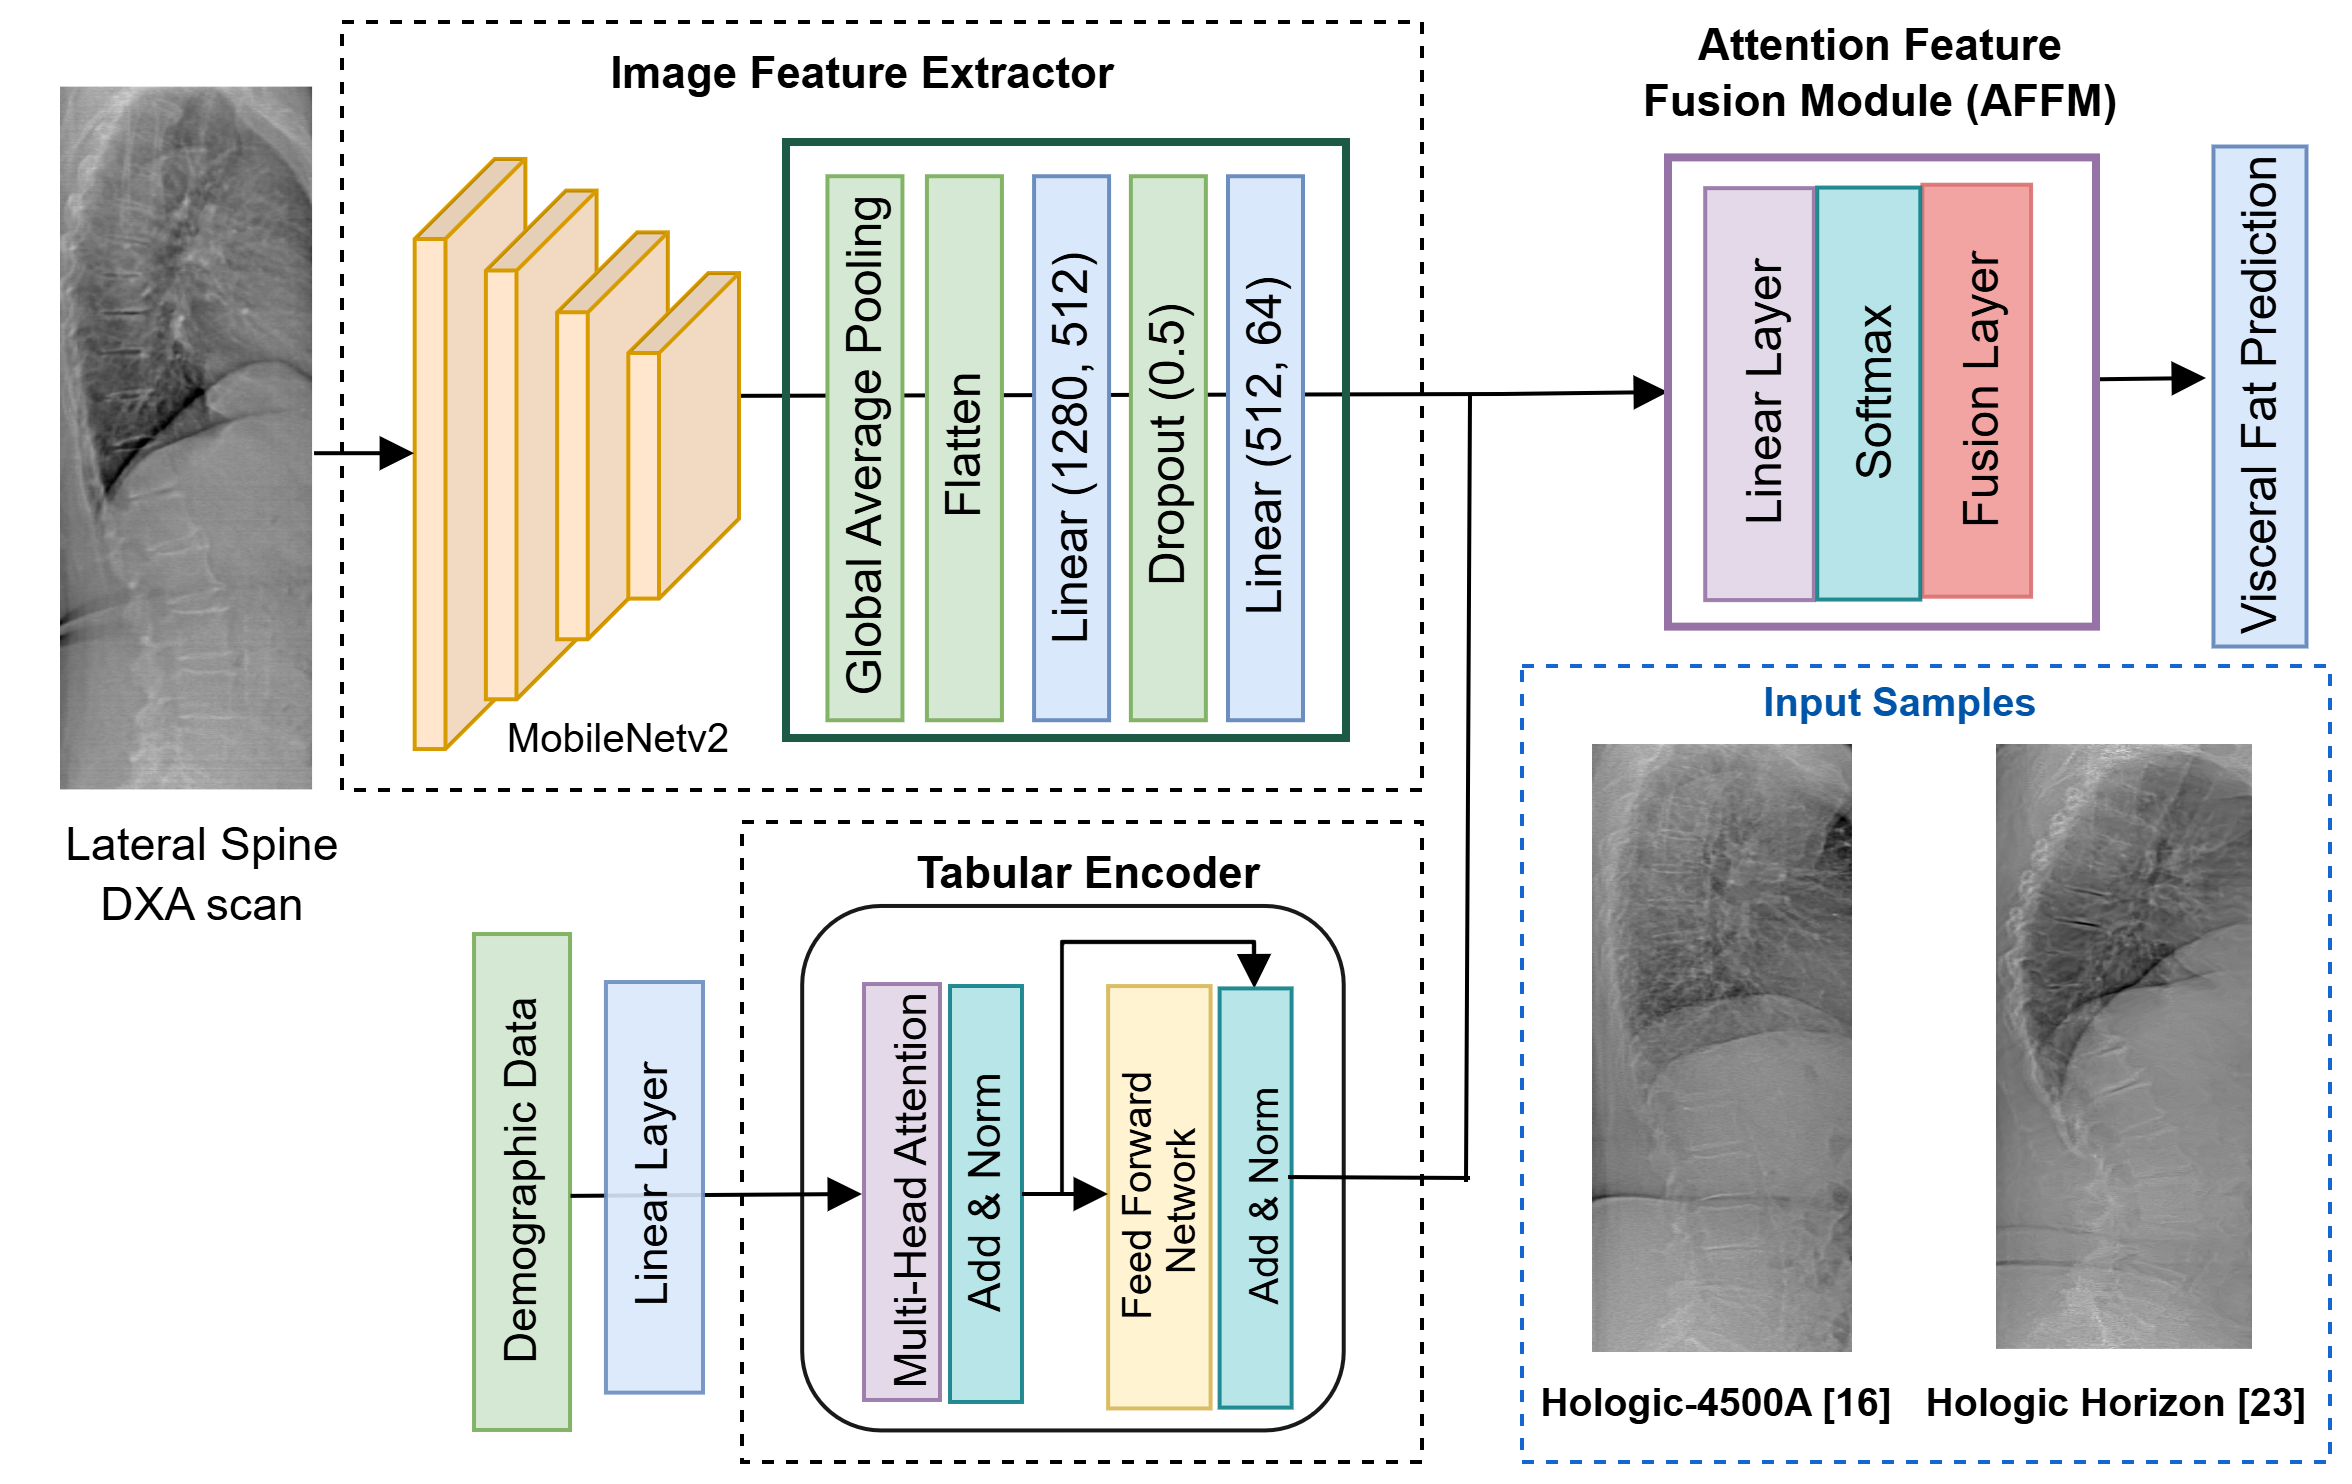 Image Feature Extractor
Attention Feature
Fusion Module (AFFM)
Global Average Pooling
Flatten
Linear (1280, 512)
Dropout (0.5)
Linear (512, 64)
MobileNetv2
Linear Layer
Softmax
Fusion Layer
Visceral Fat Prediction
Lateral Spine
DXA scan
Demographic Data
Linear Layer
Tabular Encoder
Multi-Head Attention
Add & Norm
Feed Forward
Network
Add & Norm
Input Samples
Hologic-4500A [16]
Hologic Horizon [23]